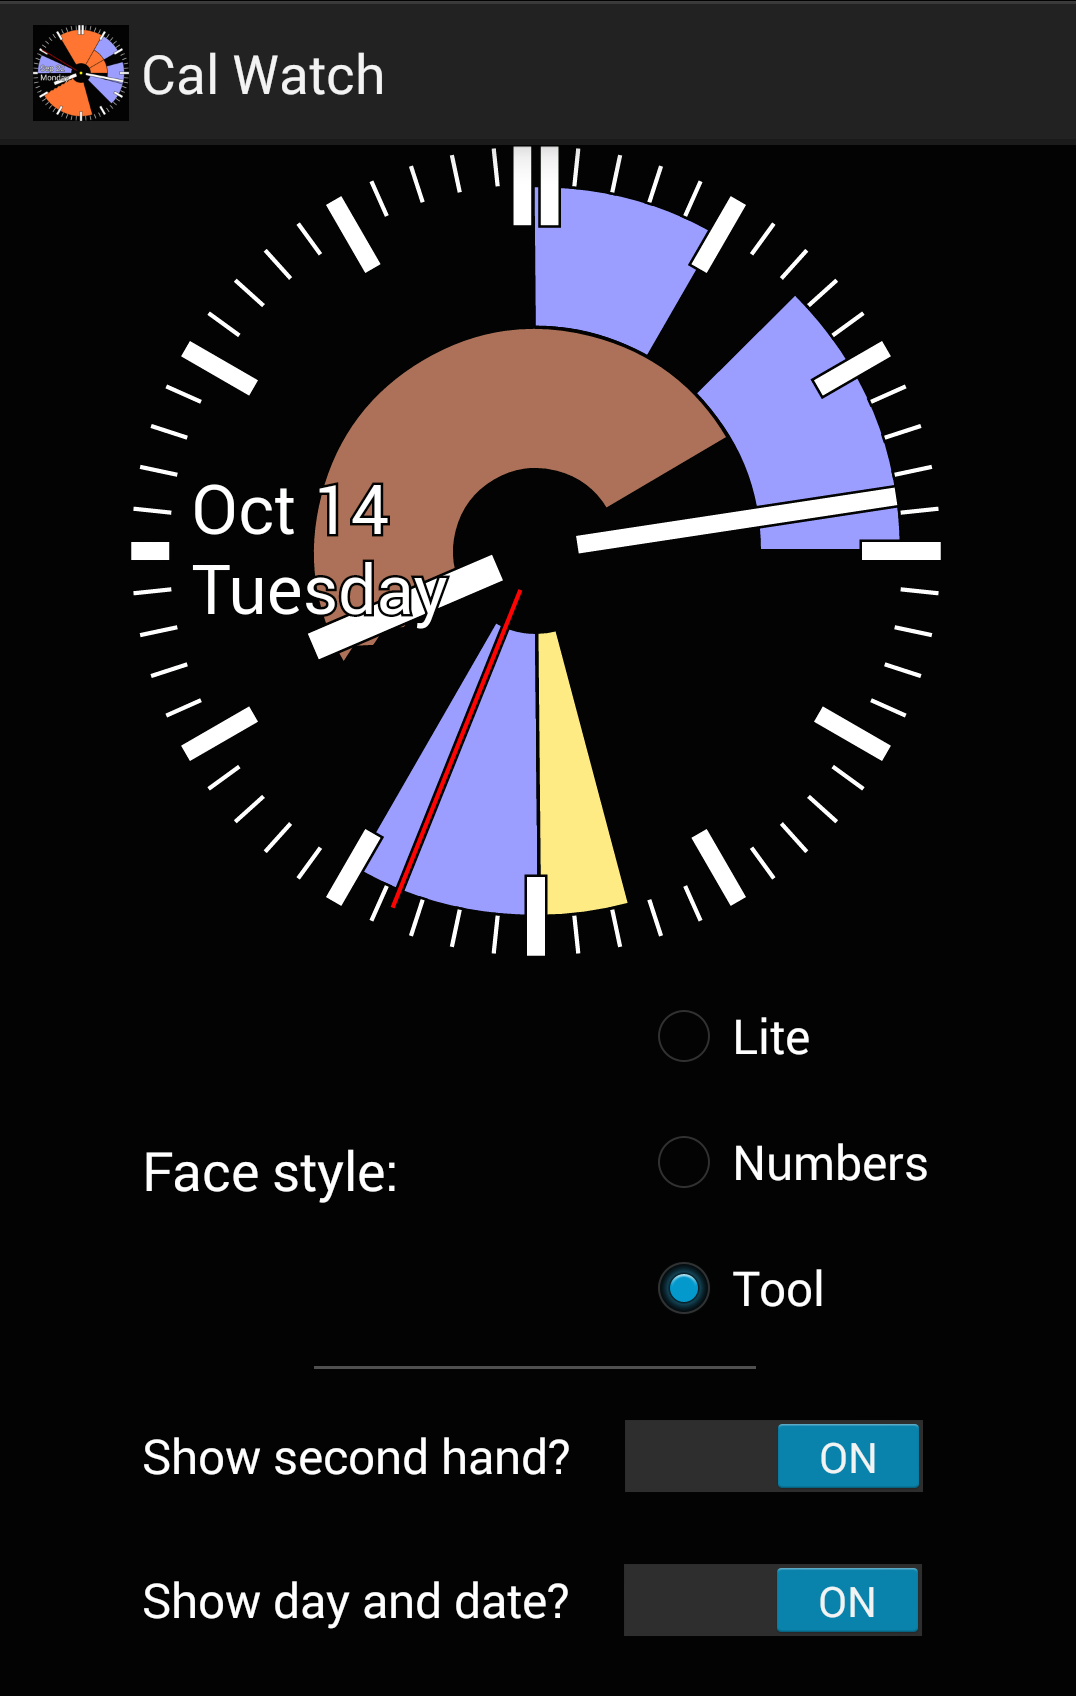 Cal Watch
Oct 14
Tuesday
Lite
Face style:
Numbers
Tool
Show second hand?
ON
Show day and date?
ON